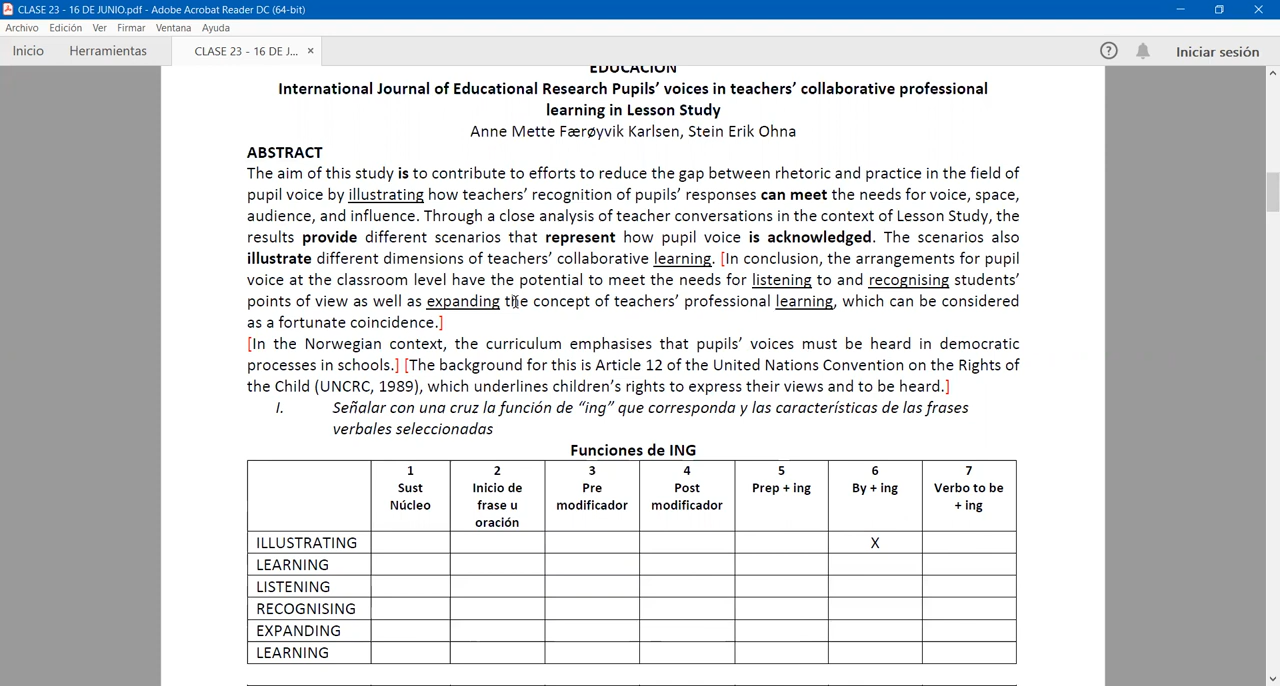 CLASE 23 - 16 DE JUNIO.pdf - Adobe Acrobat Reader DC (64-bit)
Archivo Edición Ver Firmar Ventana Ayuda
Inicio Herramientas CLASE 23 - 16 DE J... × Iniciar sesión
EDUCACIÓN
International Journal of Educational Research Pupils' voices in teachers' collaborative professional
learning in Lesson Study
Anne Mette Færøyvik Karlsen, Stein Erik Ohna
ABSTRACT
The aim of this study is to contribute to efforts to reduce the gap between rhetoric and practice in the field of
pupil voice by illustrating how teachers' recognition of pupils' responses can meet the needs for voice, space,
audience, and influence. Through a close analysis of teacher conversations in the context of Lesson Study, the
results provide different scenarios that represent how pupil voice is acknowledged. The scenarios also
illustrate different dimensions of teachers' collaborative learning. [In conclusion, the arrangements for pupil
voice at the classroom level have the potential to meet the needs for listening to and recognising students'
points of view as well as expanding the concept of teachers' professional learning, which can be considered
as a fortunate coincidence.]
[In the Norwegian context, the curriculum emphasises that pupils' voices must be heard in democratic
processes in schools.] [The background for this is Article 12 of the United Nations Convention on the Rights of
the Child (UNCRC, 1989), which underlines children's rights to express their views and to be heard.]
I. Señalar con una cruz la función de "ing" que corresponda y las características de las frases
verbales seleccionadas
Funciones de ING
1 2 3 4 5 6 7
Sust Inicio de Pre Post Prep + ing By + ing Verbo to be
Núcleo frase u modificador modificador + ing
oración
ILLUSTRATING X
LEARNING
LISTENING
RECOGNISING
EXPANDING
LEARNING